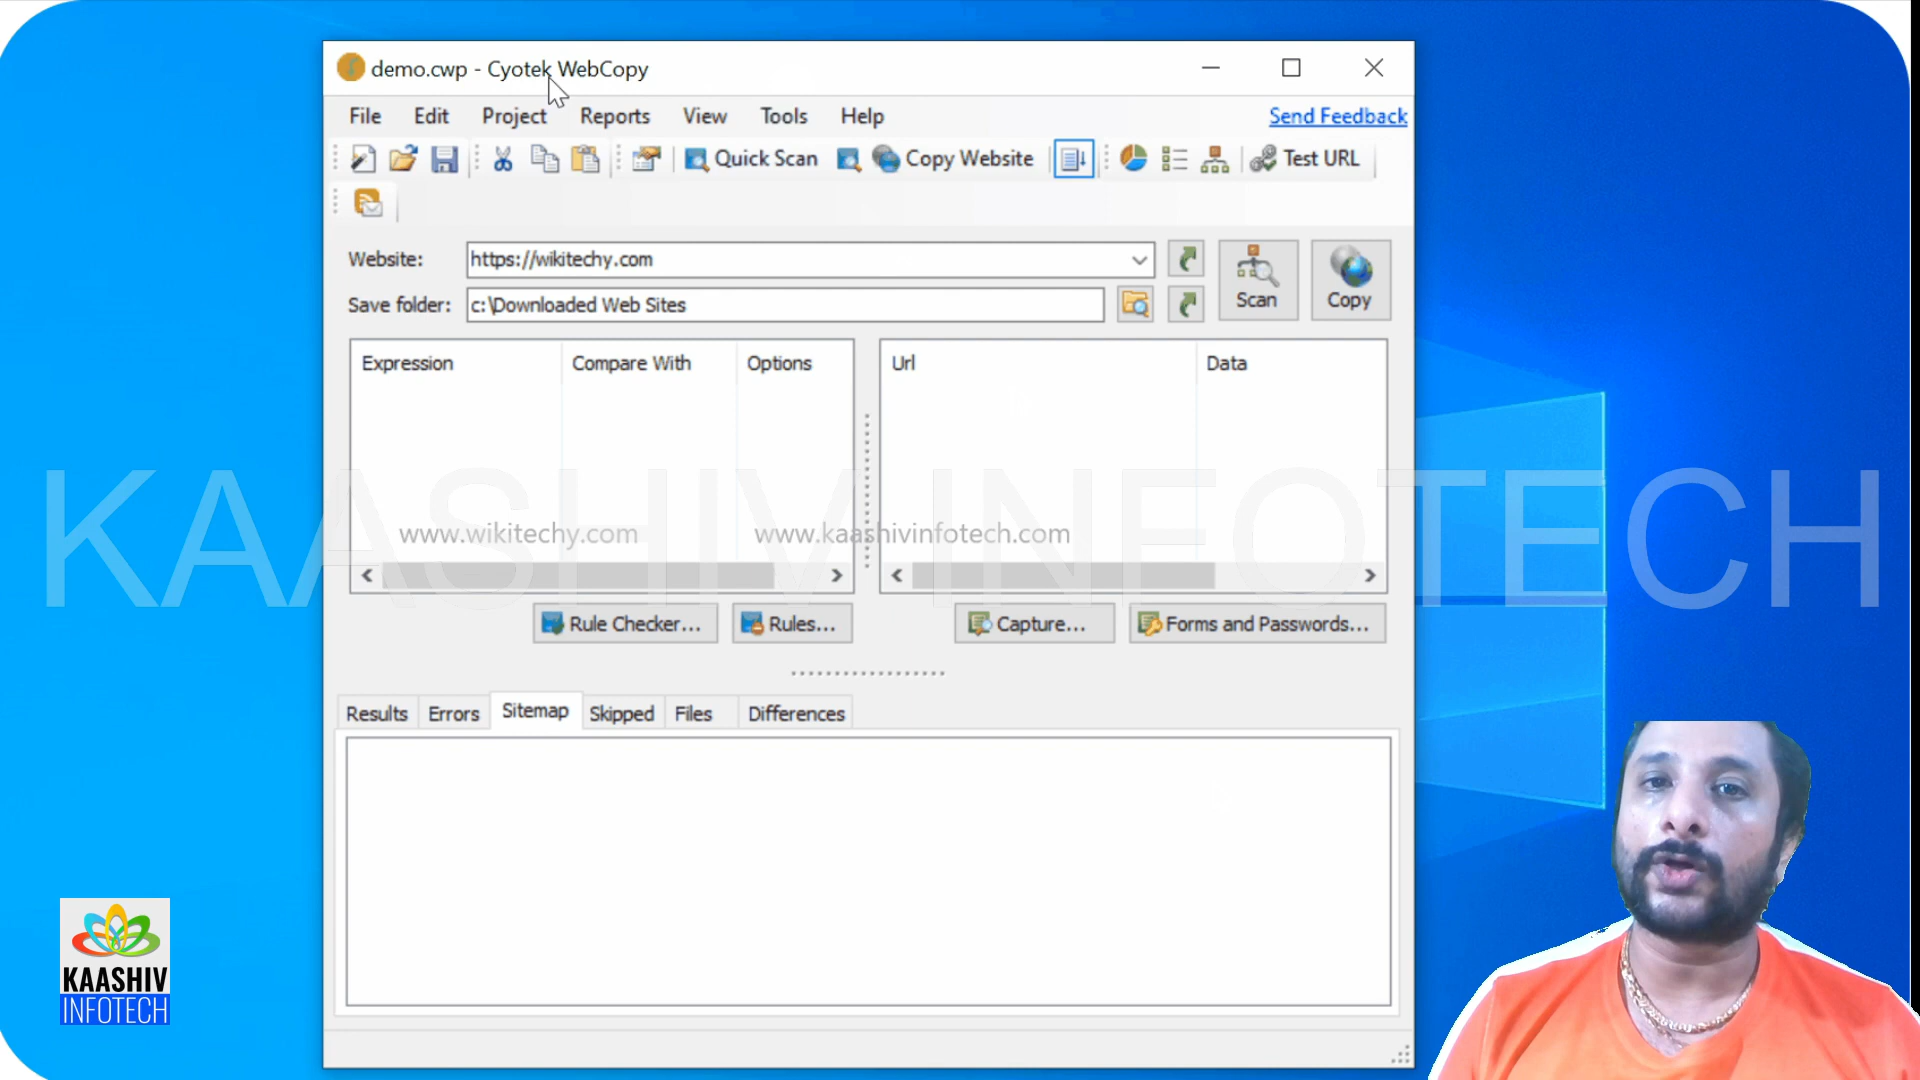 demo.cwp - Cyotek WebCopy
File Edit Project Reports View Tools Help Send Feedback
Quick Scan Copy Website Test URL
Website: https://wikitechy.com
Scan Copy
Save folder: c:\Downloaded Web Sites
Expression Compare With Options Url Data
KAASHIV INFOTECH
www.wikitechy.com www.kaashivinfotech.com
Rule Checker... Rules... Capture... Forms and Passwords...
Results Errors Sitemap Skipped Files Differences
KAASHIV
INFOTECH